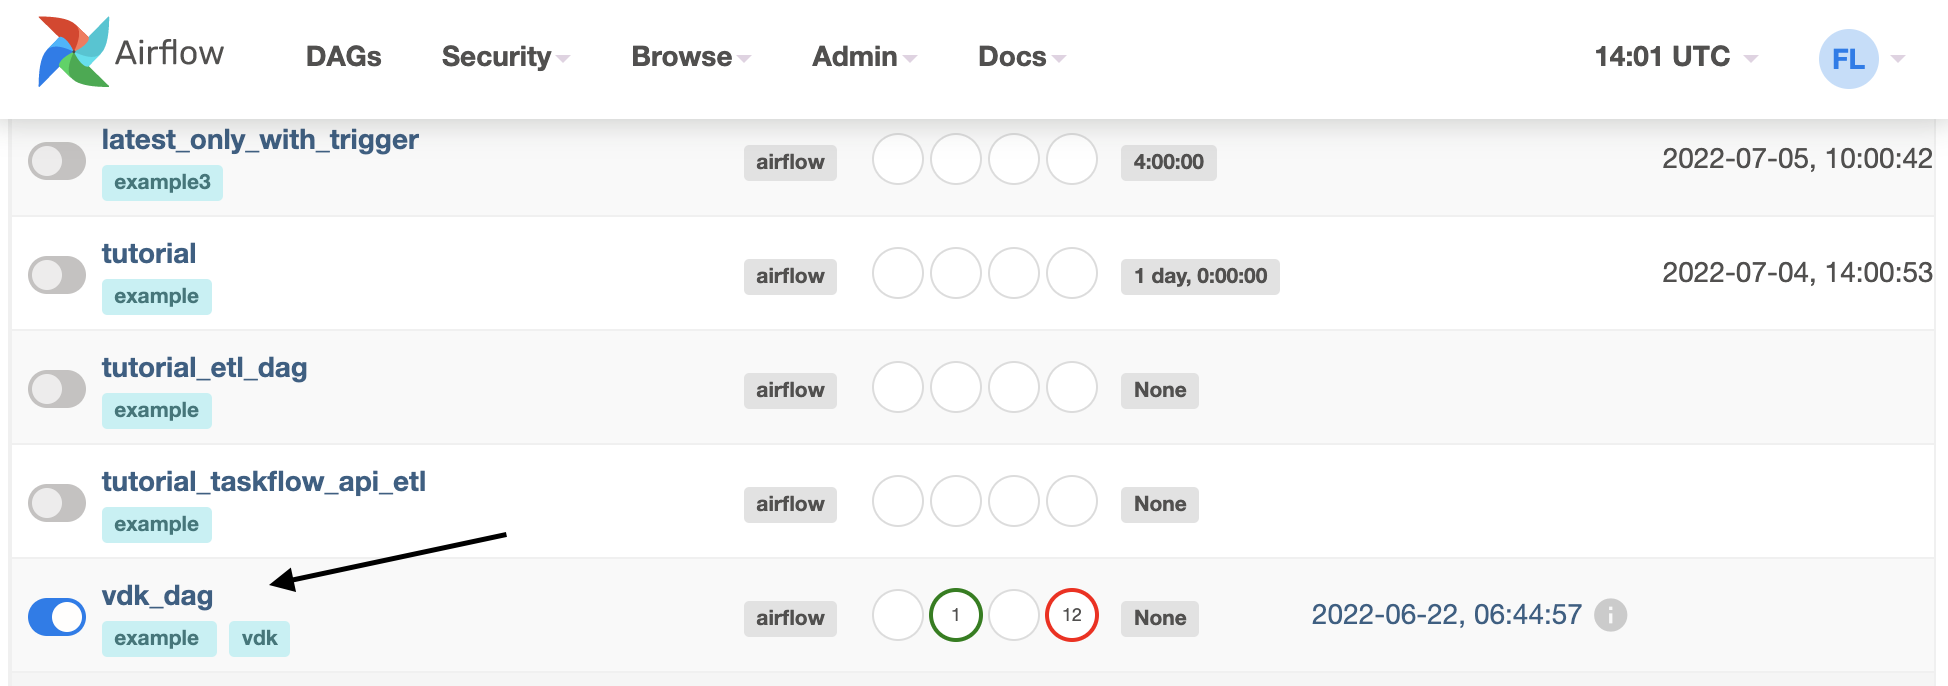 Airflow DAGs Security Browse Admin Docs 14:01 UTC FL
latest_only_with_trigger
example3
airflow 4:00:00 2022-07-05, 10:00:42
tutorial
example
airflow 1 day, 0:00:00 2022-07-04, 14:00:53
tutorial_etl_dag
example
airflow None
tutorial_taskflow_api_etl
example
airflow None
vdk_dag
example vdk
airflow 1 12 None 2022-06-22, 06:44:57 i